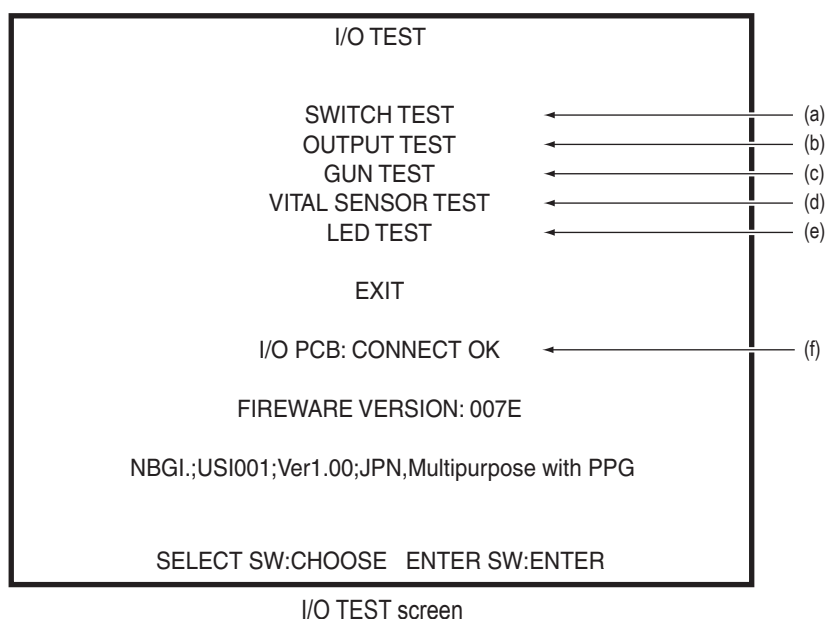 I/O TEST
SWITCH TEST (a)
OUTPUT TEST (b)
GUN TEST (c)
VITAL SENSOR TEST (d)
LED TEST (e)
EXIT
I/O PCB: CONNECT OK (f)
FIREWARE VERSION: 007E
NBGI.;USI001;Ver1.00;JPN,Multipurpose with PPG
SELECT SW:CHOOSE ENTER SW:ENTER
I/O TEST screen